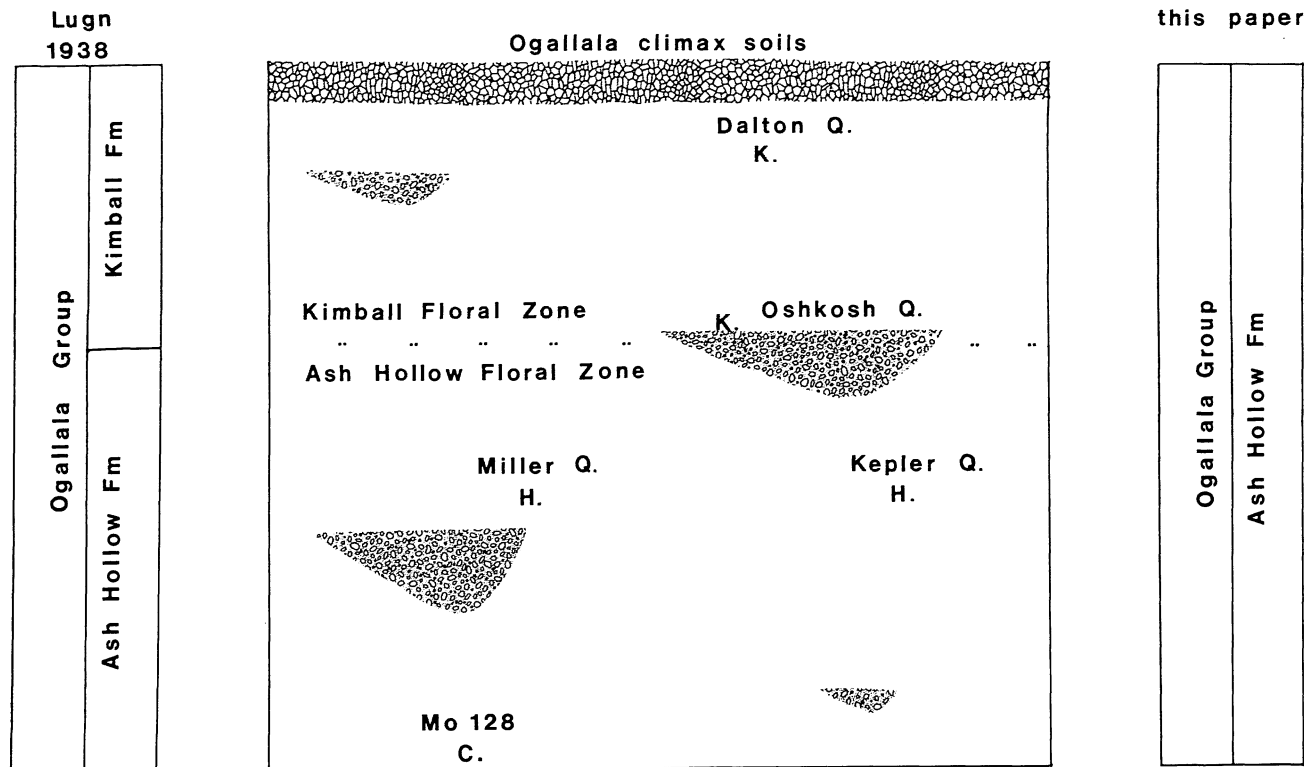 Lugn
1938
this paper
Ogallala climax soils
Ogallala Group
Kimball Fm
Ash Hollow Fm
Dalton Q.
K.
Kimball Floral Zone
Oshkosh Q.
K.
Ash Hollow Floral Zone
Miller Q.
H.
Kepler Q.
H.
Mo 128
C.
Ogallala Group
Ash Hollow Fm